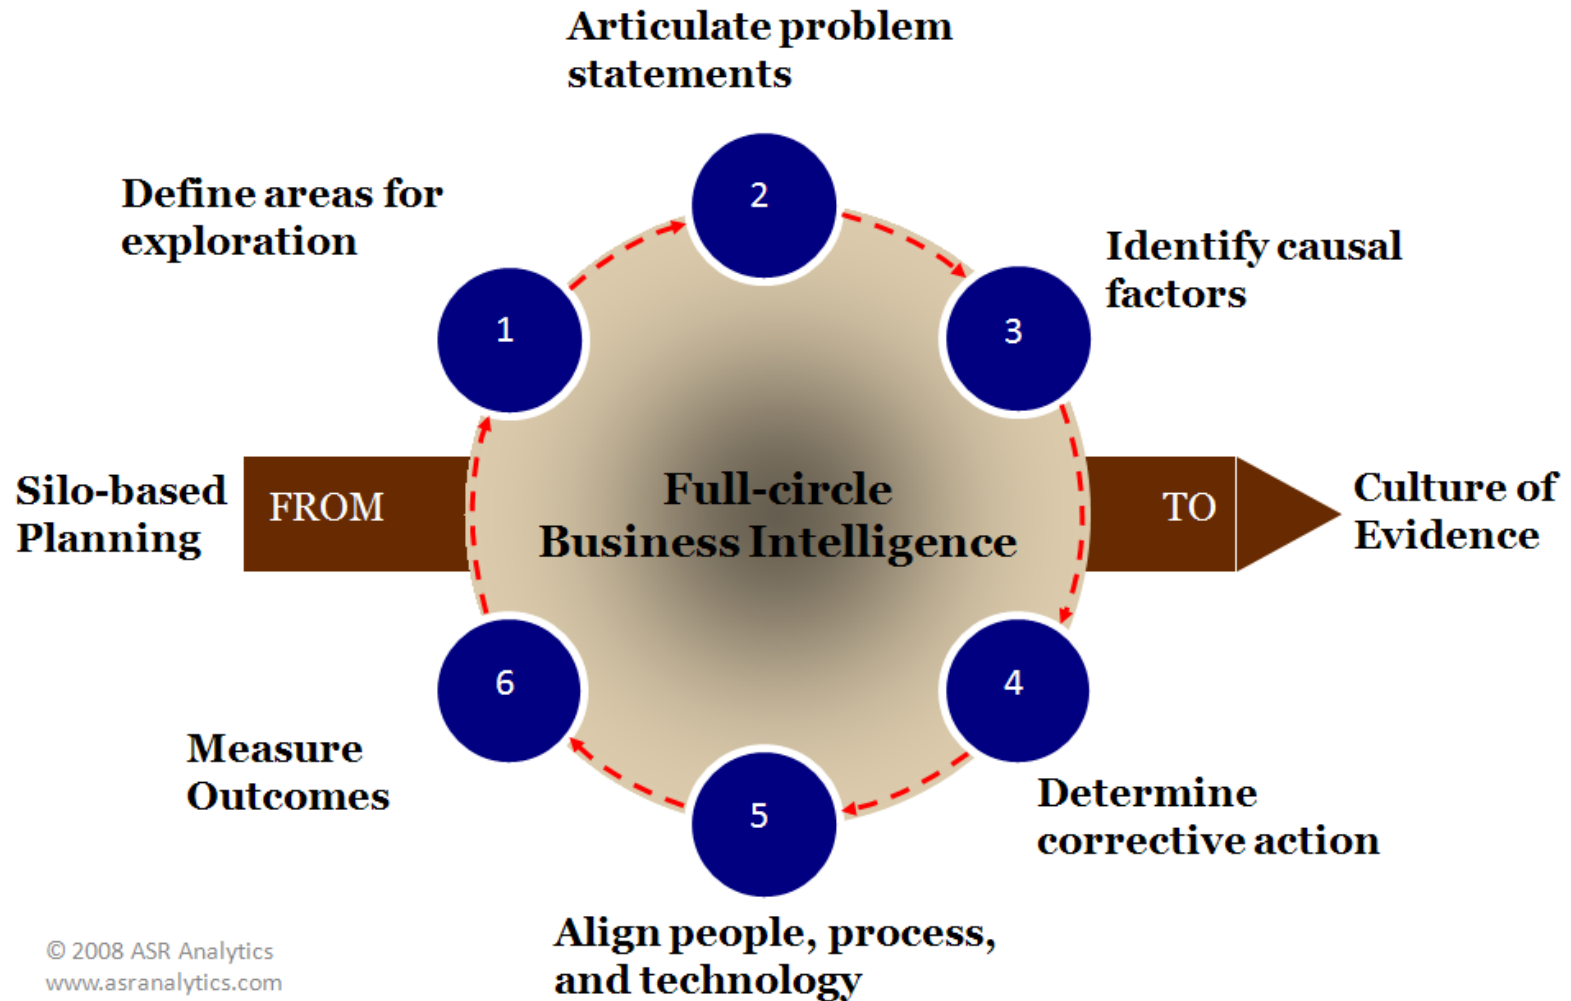 Articulate problem
statements
2
Define areas for
exploration
1
Identify causal
factors
3
Silo-based
Planning
FROM
Full-circle
Business Intelligence
TO
Culture of
Evidence
6
Measure
Outcomes
4
Determine
corrective action
5
Align people, process,
and technology
© 2008 ASR Analytics
www.asranalytics.com